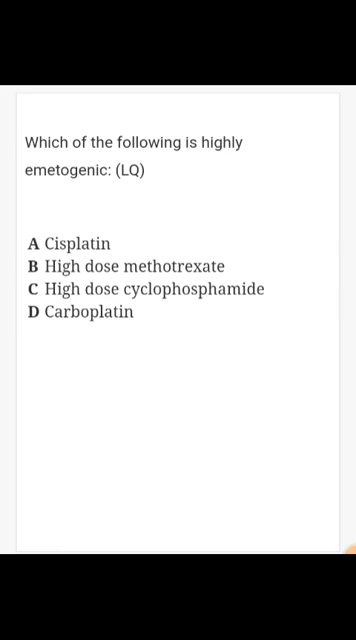 Which of the following is highly
emetogenic: (LQ)
A Cisplatin
B High dose methotrexate
C High dose cyclophosphamide
D Carboplatin